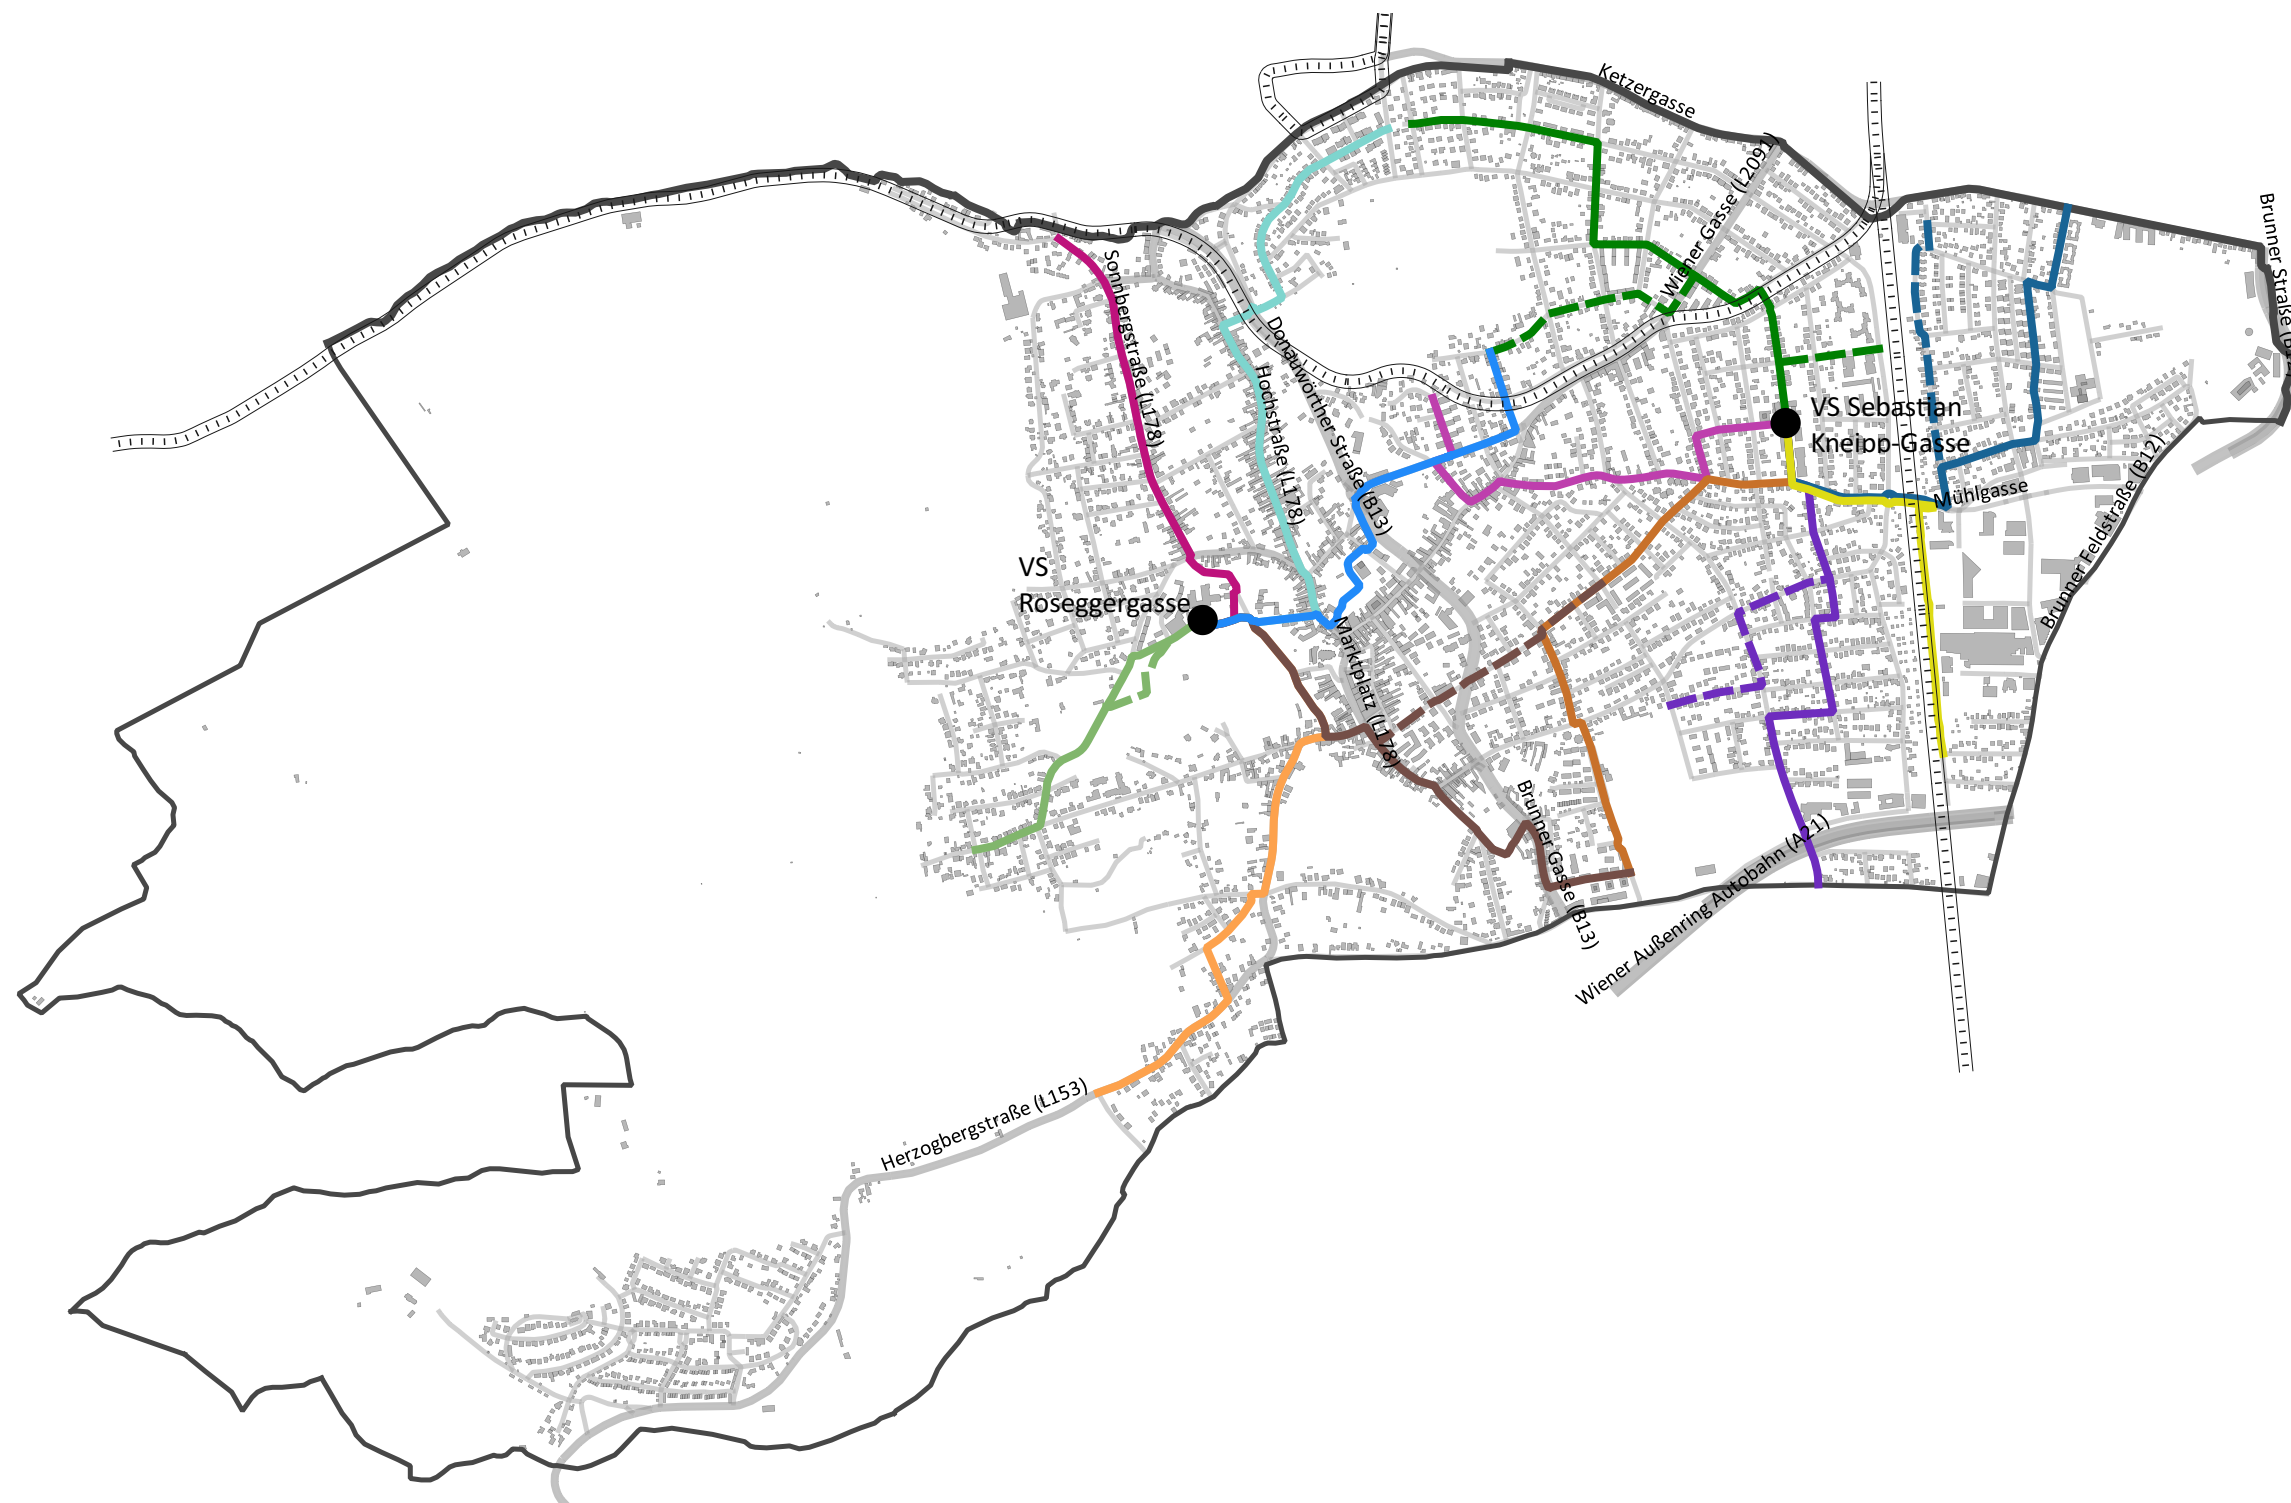 Ketzergasse
Wiener Gasse (L2091)
Brunner Straße (B12
Sonnbergstraße (L178)
Donauwörther Straße (B13)
Hochstraße (L178)
VS Sebastian
Kneipp-Gasse
Mühlgasse
Brunner Feldstraße (B12)
VS
Roseggergasse
Marktplatz (L178)
Brunner Gasse (B13)
Wiener Außenring Autobahn (A21)
Herzogbergstraße (L153)